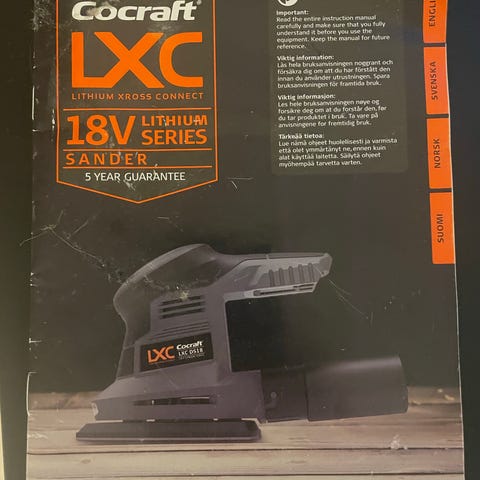 Cocraft®
LXC
LITHIUM XROSS CONNECT
18V LITHIUM SERIES
SANDER
5 YEAR GUARANTEE
Important:
Read the entire instruction manual
carefully and make sure that you fully
understand it before you use the
equipment. Keep the manual for future
reference.
Viktig information:
Läs hela bruksanvisningen noggrant och
försäkra dig om att du har förstått den
innan du använder utrustningen. Spara
bruksanvisningen för framtida bruk.
Viktig informasjon:
Les hele bruksanvisningen nøye og
forsikre deg om at du forstår den, før
du tar produktet i bruk. Ta vare på
anvisningene for framtidig bruk.
Tärkeää tietoa:
Lue nämä ohjeet huolellisesti ja varmista
että olet ymmärtänyt ne, ennen kuin
alat käyttää laitetta. Säilytä ohjeet
myöhempää tarvetta varten.
ENGLI
SVENSKA
NORSK
SUOMI
LXC Cocraft
LXC DS18